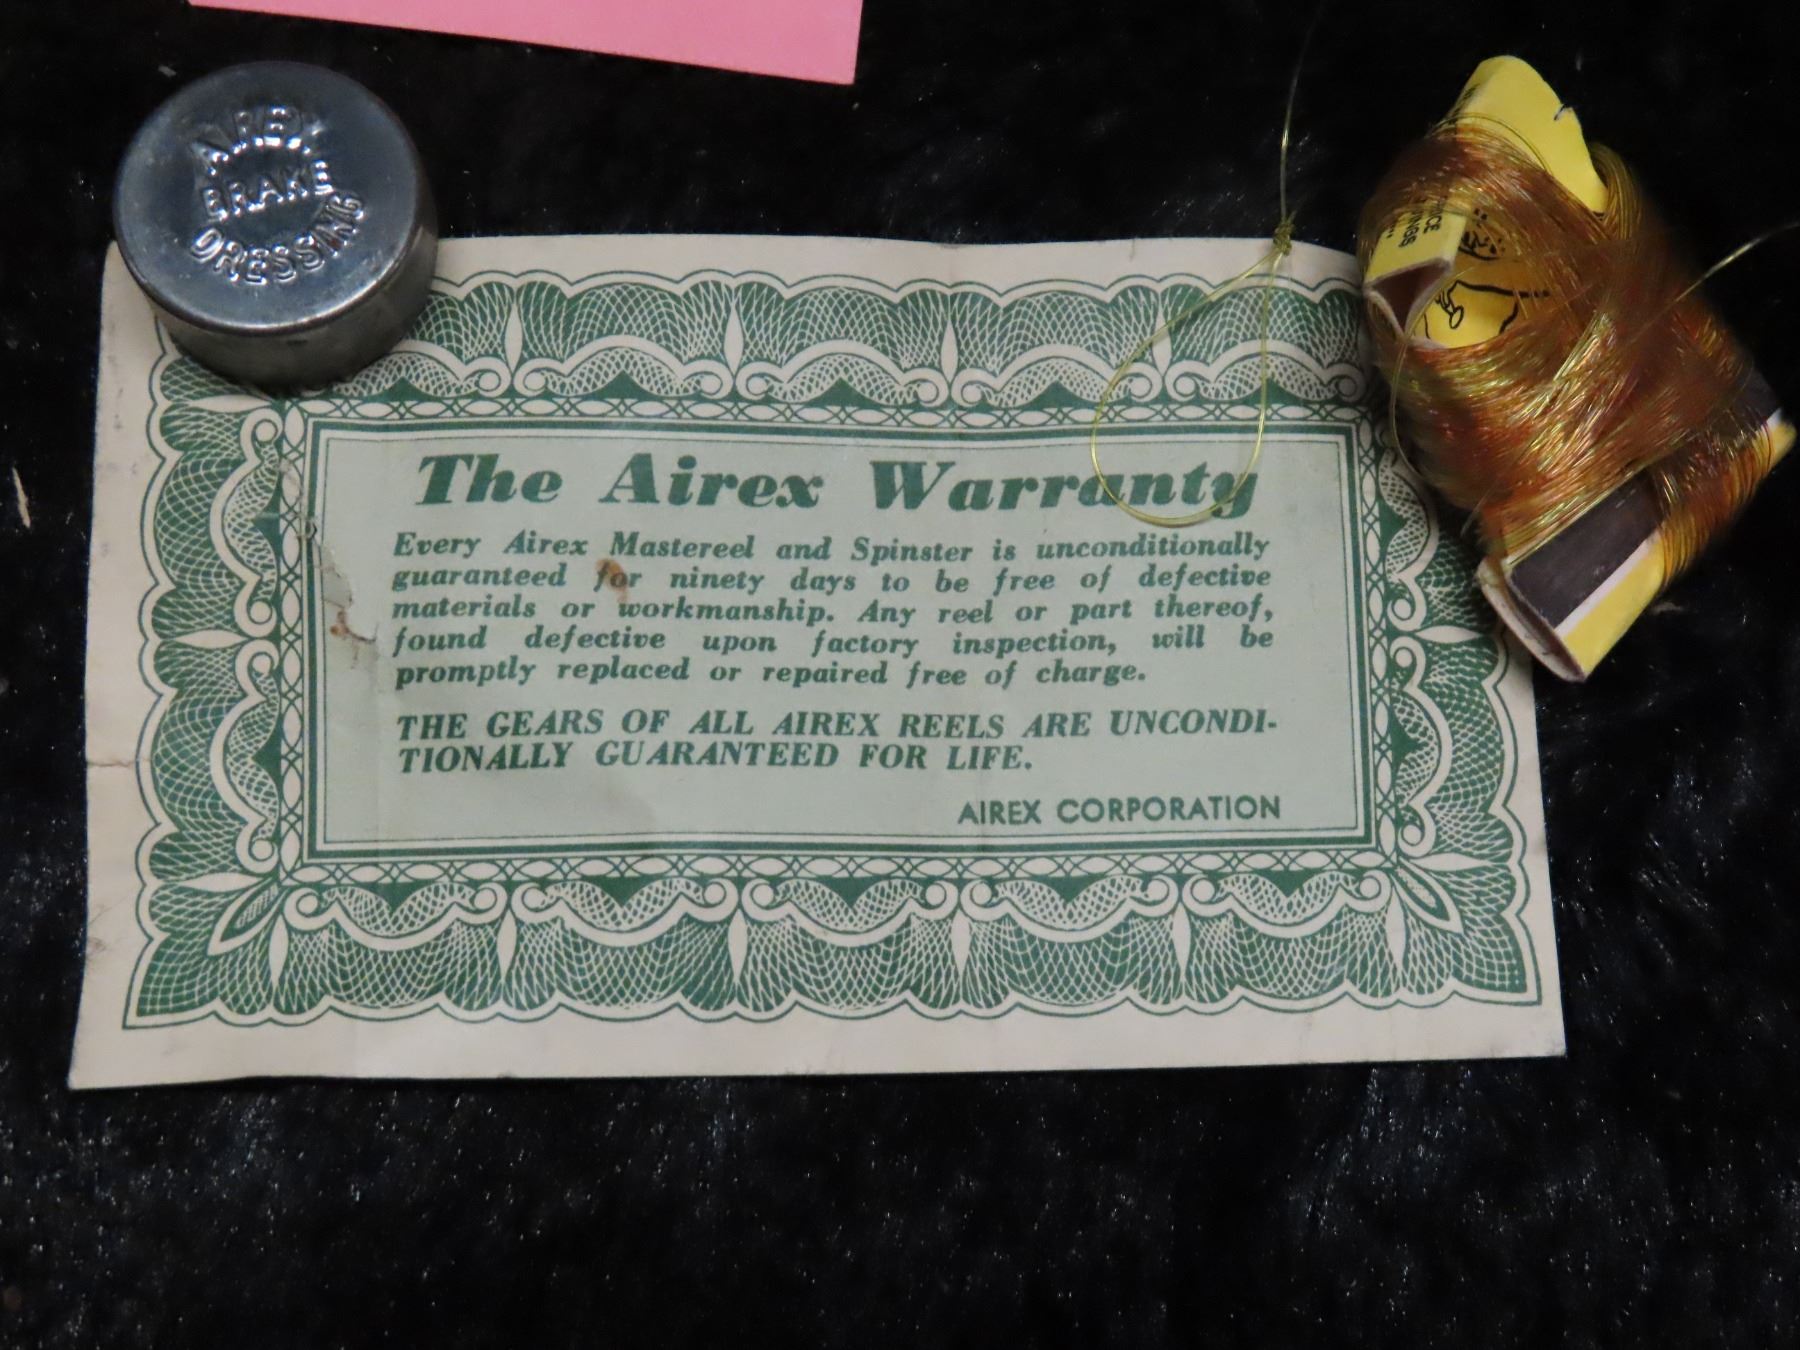 AIREX
BRAKE
DRESSING
The Airex Warranty
Every Airex Mastereel and Spinster is unconditionally
guaranteed for ninety days to be free of defective
materials or workmanship. Any reel or part thereof,
found defective upon factory inspection, will be
promptly replaced or repaired free of charge.
THE GEARS OF ALL AIREX REELS ARE UNCONDI-
TIONALLY GUARANTEED FOR LIFE.
AIREX CORPORATION